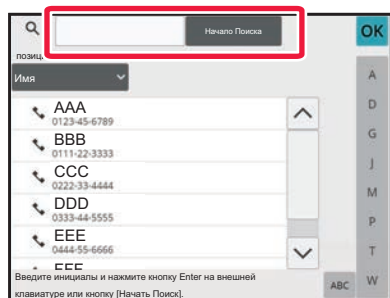 Начало Поиска
OK
позиц
Имя
A
AAA
0123-45-6789
D
BBB
0111-22-3333
G
CCC
0222-33-4444
J
DDD
0333-44-5555
M
EEE
0444-55-6666
P
FFF
T
Введите инициалы и нажмите кнопку Enter на внешней
клавиатуре или кнопку [Начать Поиск].
ABC
W